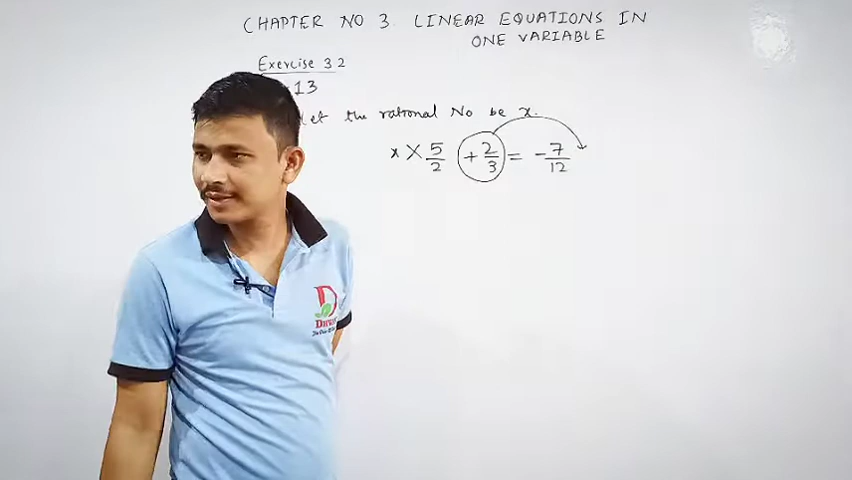 CHAPTER NO 3. LINEAR EQUATIONS IN
ONE VARIABLE
Exercise 3 2
13
let the rational No be x.
x × 5/2 + 2/3 = - 7/12
D